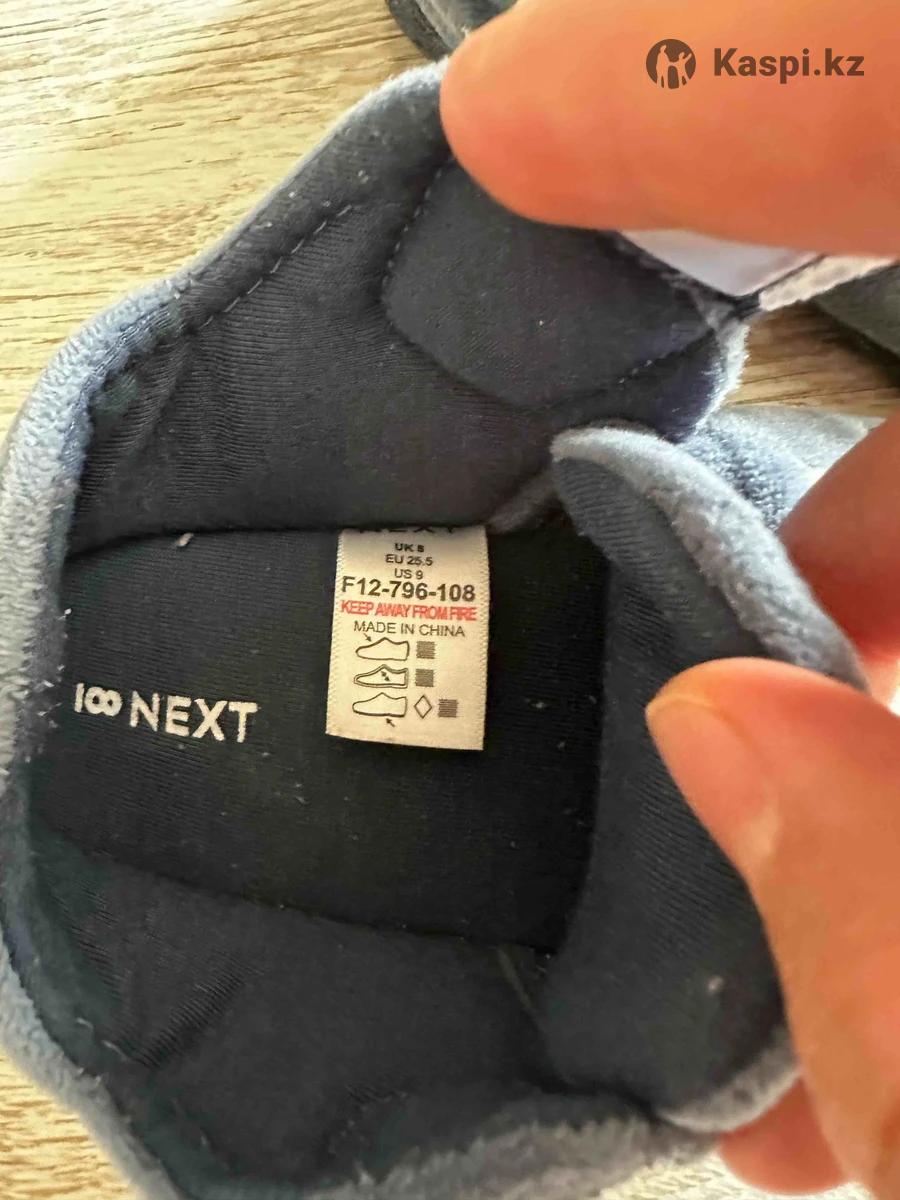 Kaspi.kz
NEXT
UK 8
EU 25.5
US 9
F12-796-108
KEEP AWAY FROM FIRE
MADE IN CHINA
NEXT